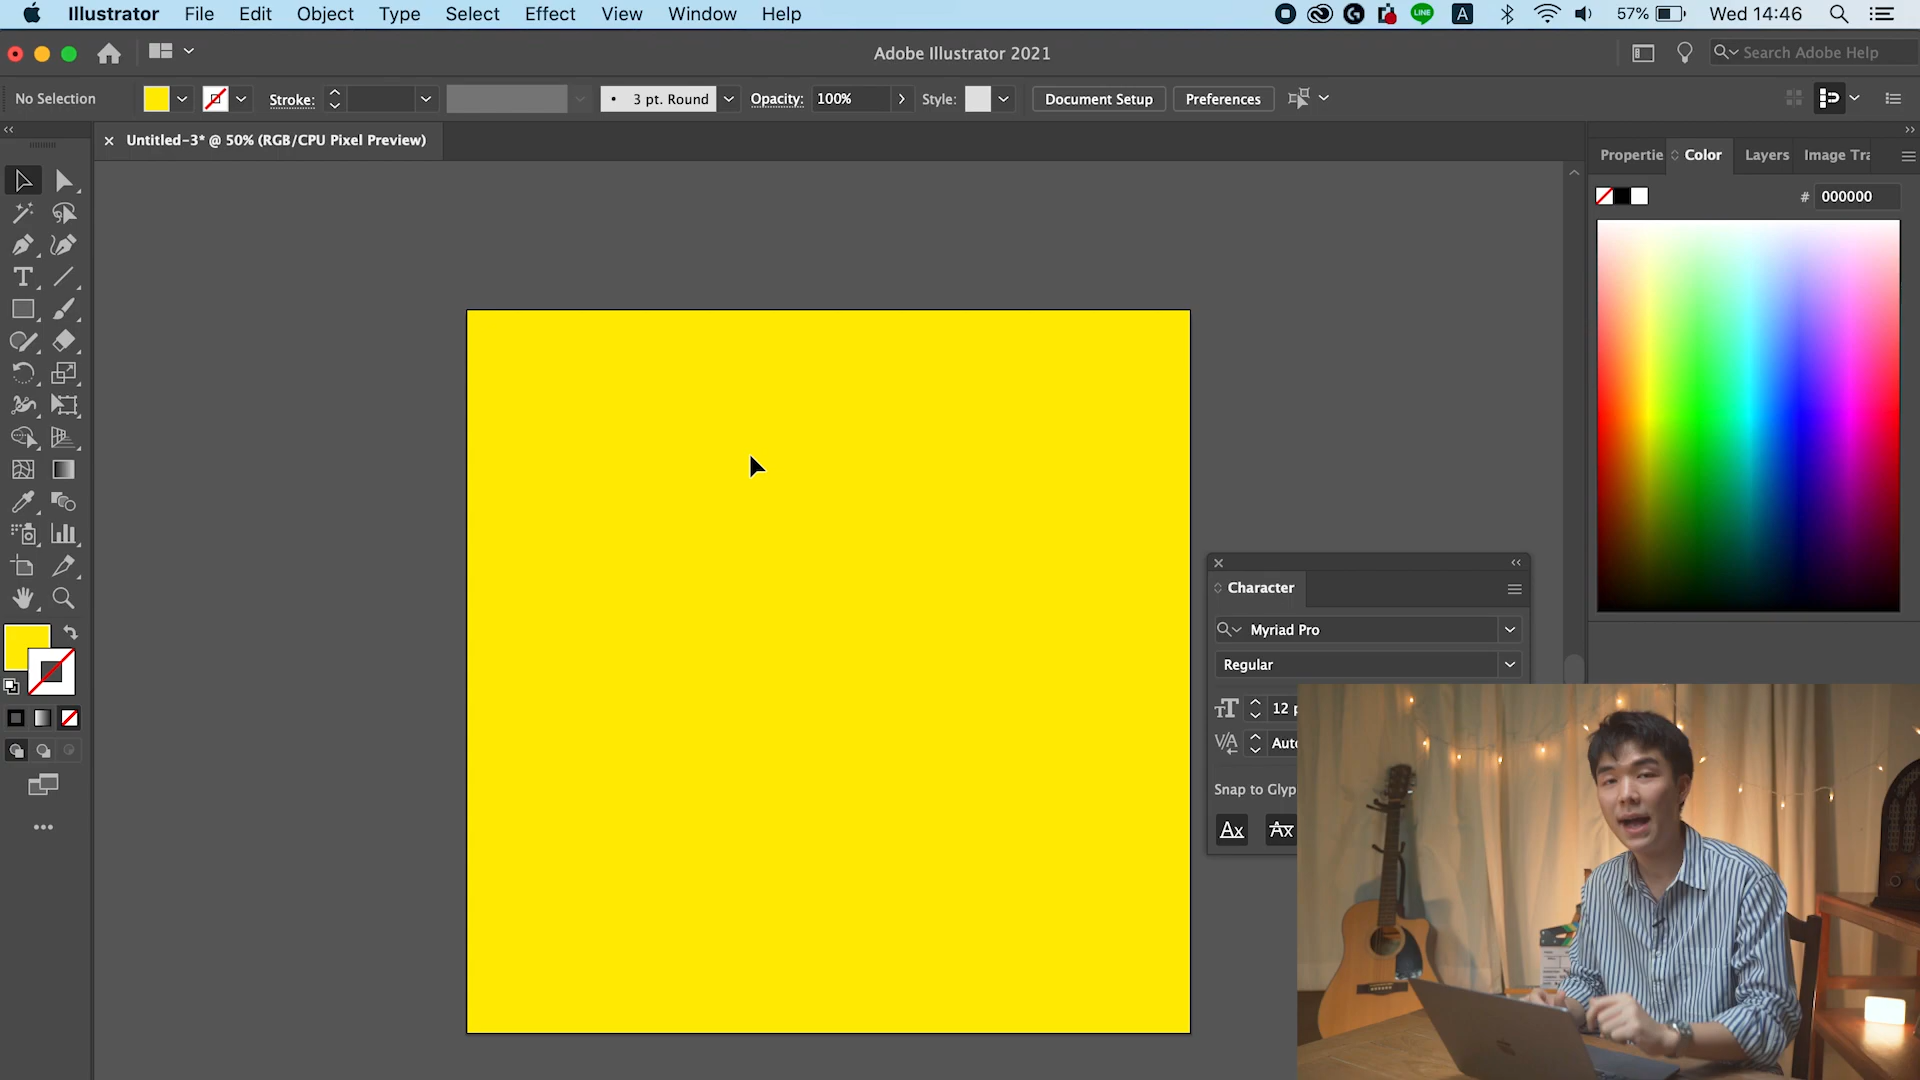 Illustrator File Edit Object Type Select Effect View Window Help
LINE A 57% Wed 14:46
Adobe Illustrator 2021
Search Adobe Help
No Selection Stroke: 3 pt. Round Opacity: 100% Style: Document Setup Preferences
Untitled-3* @ 50% (RGB/CPU Pixel Preview)
Propertie Color Layers Image Tra
# 000000
Character
Myriad Pro
Regular
12 p
Auto
Snap to Glyp
Ax Ax